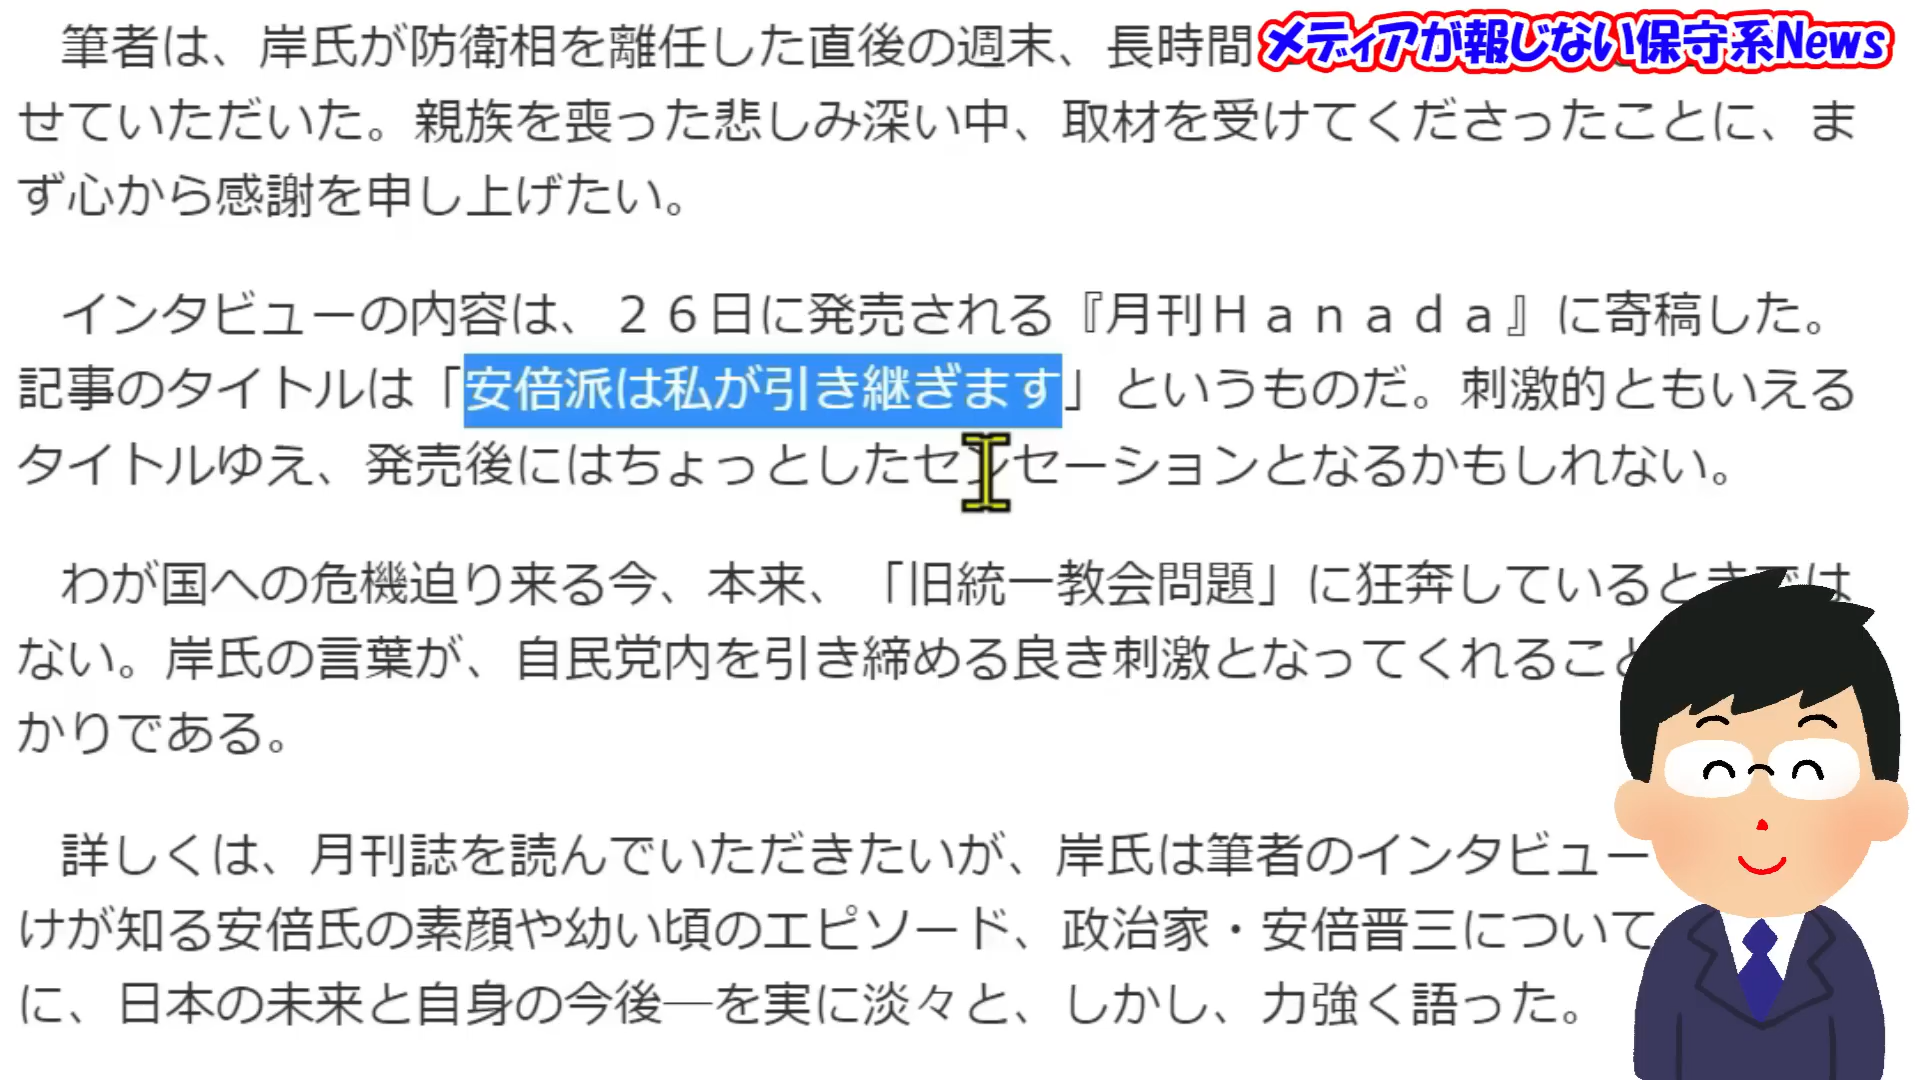 筆者は、岸氏が防衛相を離任した直後の週末、長時間
メディアが報じない保守系News
せていただいた。親族を喪った悲しみ深い中、取材を受けてくださったことに、ま
ず心から感謝を申し上げたい。
インタビューの内容は、２６日に発売される『月刊Ｈａｎａｄａ』に寄稿した。
記事のタイトルは「安倍派は私が引き継ぎます」というものだ。刺激的ともいえる
タイトルゆえ、発売後にはちょっとしたセンセーションとなるかもしれない。
わが国への危機迫り来る今、本来、「旧統一教会問題」に狂奔しているときでは
ない。岸氏の言葉が、自民党内を引き締める良き刺激となってくれること
かりである。
詳しくは、月刊誌を読んでいただきたいが、岸氏は筆者のインタビュー
けが知る安倍氏の素顔や幼い頃のエピソード、政治家・安倍晋三について
に、日本の未来と自身の今後―を実に淡々と、しかし、力強く語った。